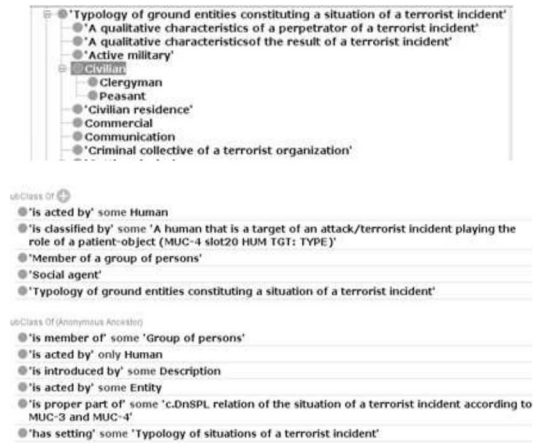 'Typology of ground entities constituting a situation of a terrorist incident'
'A qualitative characteristics of a perpetrator of a terrorist incident'
'A qualitative characteristicsof the result of a terrorist incident'
'Active military'
Civilian
Clergyman
Peasant
'Civilian residence'
Commercial
Communication
'Criminal collective of a terrorist organization'
ubClass Of
'is acted by' some Human
'is classified by' some 'A human that is a target of an attack/terrorist incident playing the
role of a patient-object (MUC-4 slot20 HUM TGT: TYPE)'
'Member of a group of persons'
'Social agent'
'Typology of ground entities constituting a situation of a terrorist incident'
ubClass Of (Anonymous Ancestor)
'is member of' some 'Group of persons'
'is acted by' only Human
'is introduced by' some Description
'is acted by' some Entity
'is proper part of' some 'c.DnSPL relation of the situation of a terrorist incident according to
MUC-3 and MUC-4'
'has setting' some 'Typology of situations of a terrorist incident'